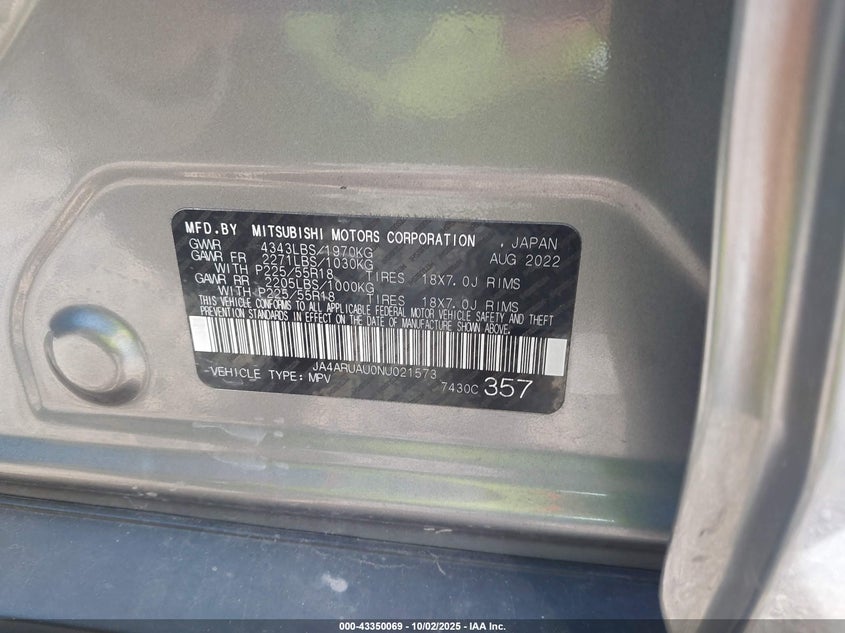 MFD.BY MITSUBISHI MOTORS CORPORATION , JAPAN
GVWR 4343LBS/1970KG AUG 2022
GAWR FR 2271LBS/1030KG
WITH P225/55R18 TIRES 18X7.0J RIMS
GAWR RR 2205LBS/1000KG
WITH P225/55R18 TIRES 18X7.0J RIMS
THIS VEHICLE CONFORMS TO ALL APPLICABLE FEDERAL MOTOR VEHICLE SAFETY AND THEFT
PREVENTION STANDARDS IN EFFECT ON THE DATE OF MANUFACTURE SHOWN ABOVE.
JA4ARUAU0NU021573
-VEHICLE TYPE: MPV 7430C 357
000-43350069 - 10/02/2025 - IAA Inc.